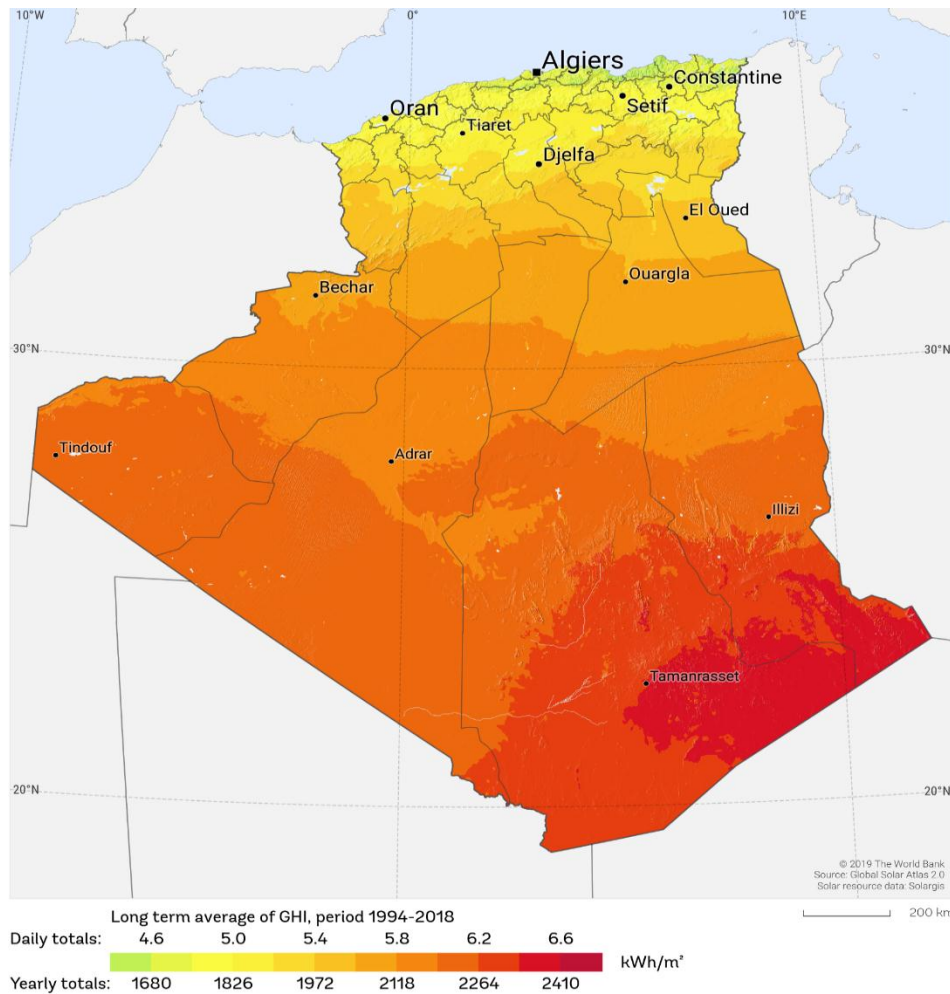 10°W 0° 10°E
Algiers
Constantine
Oran
Setif
Tiaret
Djelfa
El Oued
Ouargla
Bechar
30°N 30°N
Tindouf
Adrar
Illizi
Tamanrasset
20°N 20°N
© 2019 The World Bank
Source: Global Solar Atlas 2.0
Solar resource data: Solargis
200 km
Long term average of GHI, period 1994-2018
Daily totals: 4.6 5.0 5.4 5.8 6.2 6.6
kWh/m²
Yearly totals: 1680 1826 1972 2118 2264 2410